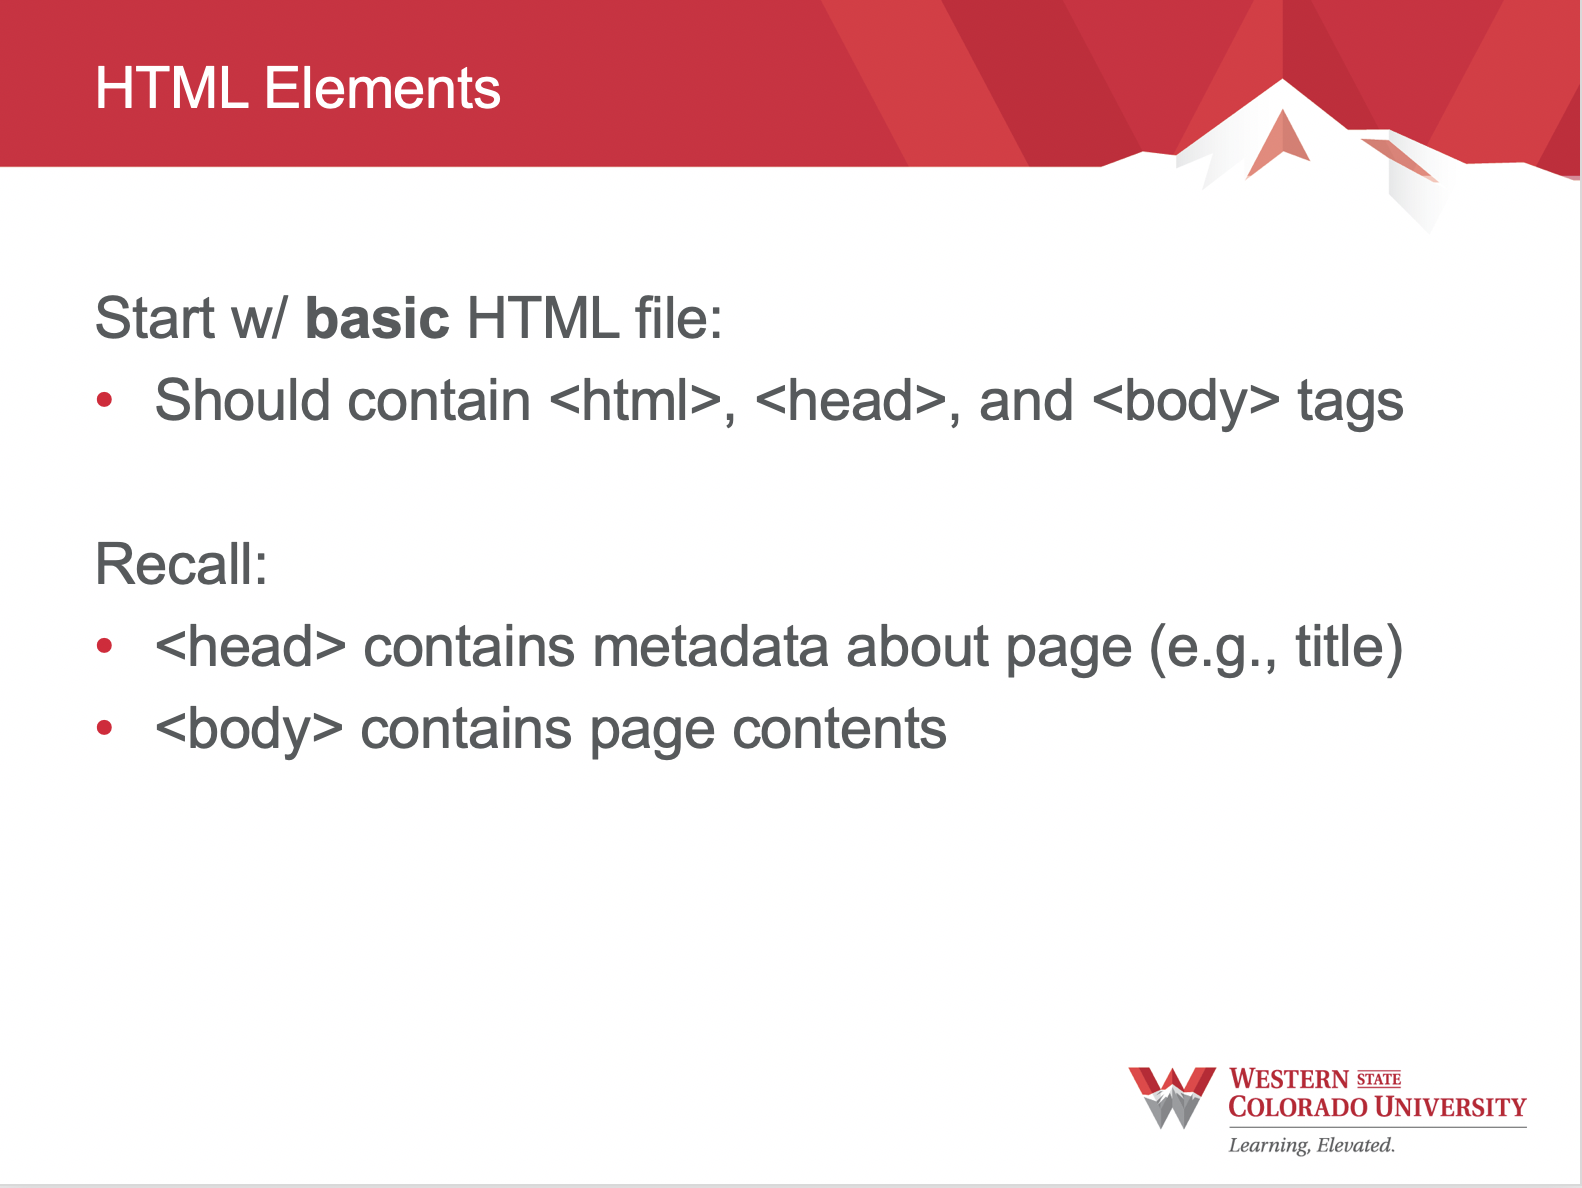 HTML Elements
Start w/ basic HTML file:
• Should contain <html>, <head>, and <body> tags
Recall:
• <head> contains metadata about page (e.g., title)
• <body> contains page contents
WESTERN STATE
COLORADO UNIVERSITY
Learning, Elevated.